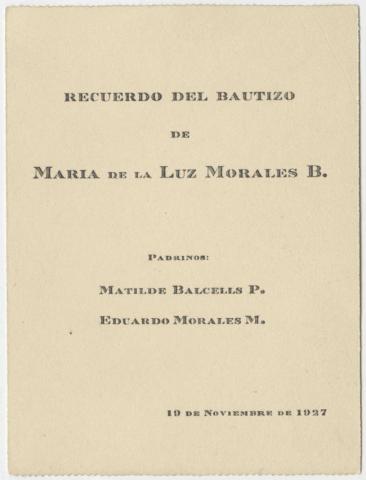 RECUERDO DEL BAUTIZO
DE
MARIA DE LA LUZ MORALES B.
PADRINOS:
MATILDE BALCELLS P.
EDUARDO MORALES M.
19 DE NOVIEMBRE DE 1927